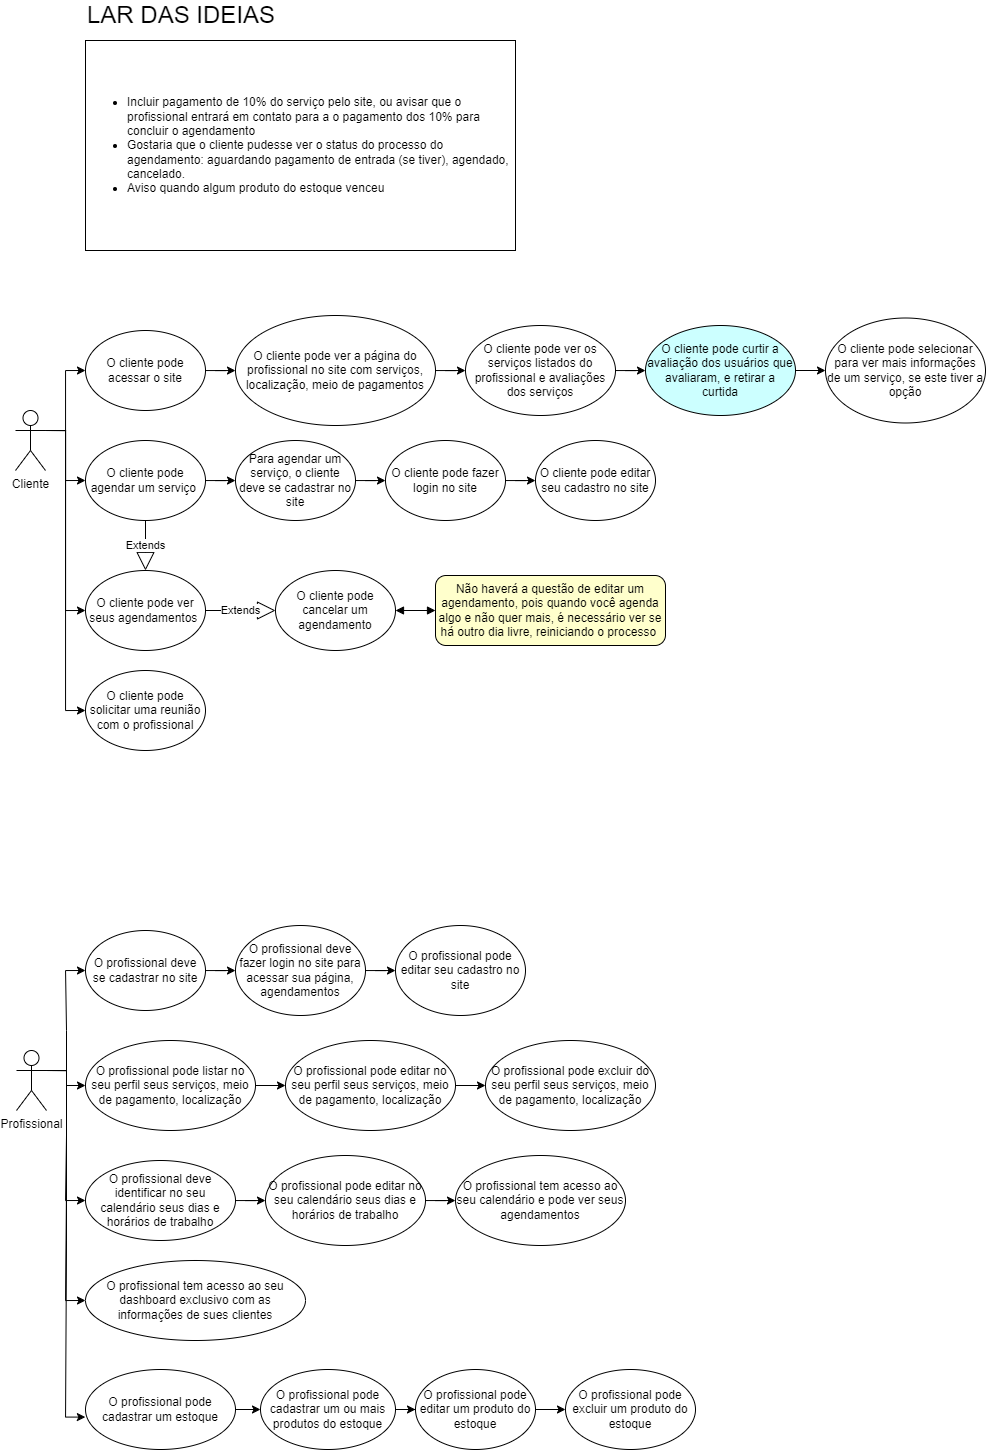 LAR DAS IDEIAS
Incluir pagamento de 10% do serviço pelo site, ou avisar que o
profissional entrará em contato para a o pagamento dos 10% para
concluir o agendamento
Gostaria que o cliente pudesse ver o status do processo do
agendamento: aguardando pagamento de entrada (se tiver), agendado,
cancelado.
Aviso quando algum produto do estoque venceu
O cliente pode
acessar o site
O cliente pode ver a página do
profissional no site com serviços,
localização, meio de pagamentos
O cliente pode ver os
serviços listados do
profissional e avaliações
dos serviços
O cliente pode curtir a
avaliação dos usuários que
avaliaram, e retirar a
curtida
O cliente pode selecionar
para ver mais informações
de um serviço, se este tiver a
opção
Cliente
O cliente pode
agendar um serviço
Para agendar um
serviço, o cliente
deve se cadastrar no
site
O cliente pode fazer
login no site
O cliente pode editar
seu cadastro no site
Extends
O cliente pode ver
seus agendamentos
Extends
O cliente pode
cancelar um
agendamento
Não haverá a questão de editar um
agendamento, pois quando você agenda
algo e não quer mais, é necessário ver se
há outro dia livre, reiniciando o processo
O cliente pode
solicitar uma reunião
com o profissional
O profissional deve
se cadastrar no site
O profissional deve
fazer login no site para
acessar sua página,
agendamentos
O profissional pode
editar seu cadastro no
site
Profissional
O profissional pode listar no
seu perfil seus serviços, meio
de pagamento, localização
O profissional pode editar no
seu perfil seus serviços, meio
de pagamento, localização
O profissional pode excluir do
seu perfil seus serviços, meio
de pagamento, localização
O profissional deve
identificar no seu
calendário seus dias e
horários de trabalho
O profissional pode editar no
seu calendário seus dias e
horários de trabalho
O profissional tem acesso ao
seu calendário e pode ver seus
agendamentos
O profissional tem acesso ao seu
dashboard exclusivo com as
informações de sues clientes
O profissional pode
cadastrar um estoque
O profissional pode
cadastrar um ou mais
produtos do estoque
O profissional pode
editar um produto do
estoque
O profissional pode
excluir um produto do
estoque